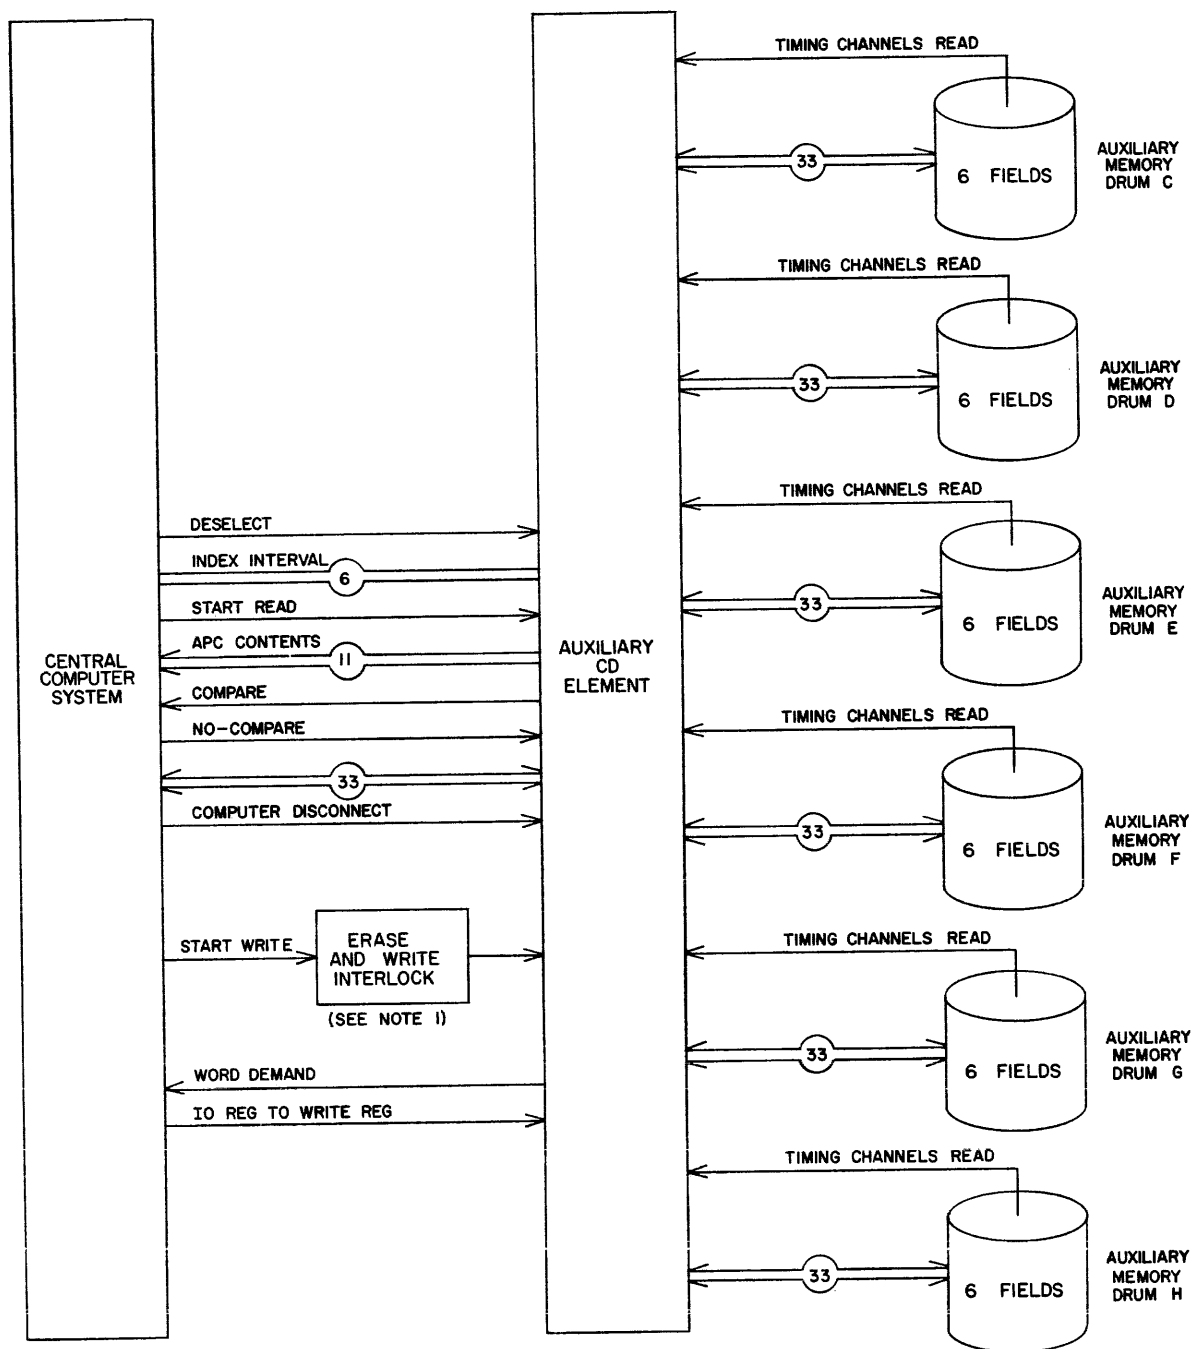 TIMING CHANNELS READ
33
6 FIELDS
AUXILIARY
MEMORY
DRUM C
TIMING CHANNELS READ
33
6 FIELDS
AUXILIARY
MEMORY
DRUM D
TIMING CHANNELS READ
33
6 FIELDS
AUXILIARY
MEMORY
DRUM E
CENTRAL
COMPUTER
SYSTEM
DESELECT
INDEX INTERVAL
6
START READ
APC CONTENTS
11
COMPARE
NO-COMPARE
33
COMPUTER DISCONNECT
START WRITE
ERASE
AND WRITE
INTERLOCK
(SEE NOTE 1)
WORD DEMAND
IO REG TO WRITE REG
AUXILIARY
CD
ELEMENT
TIMING CHANNELS READ
33
6 FIELDS
AUXILIARY
MEMORY
DRUM F
TIMING CHANNELS READ
33
6 FIELDS
AUXILIARY
MEMORY
DRUM G
TIMING CHANNELS READ
33
6 FIELDS
AUXILIARY
MEMORY
DRUM H